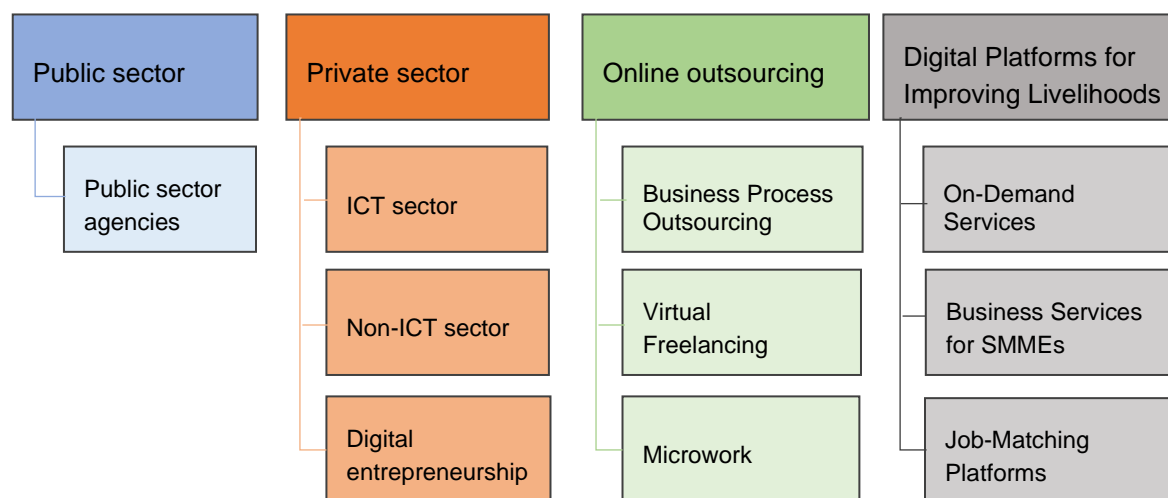 Public sector
Public sector
agencies
Private sector
ICT sector
Non-ICT sector
Digital
entrepreneurship
Online outsourcing
Business Process
Outsourcing
Virtual
Freelancing
Microwork
Digital Platforms for
Improving Livelihoods
On-Demand
Services
Business Services
for SMMEs
Job-Matching
Platforms